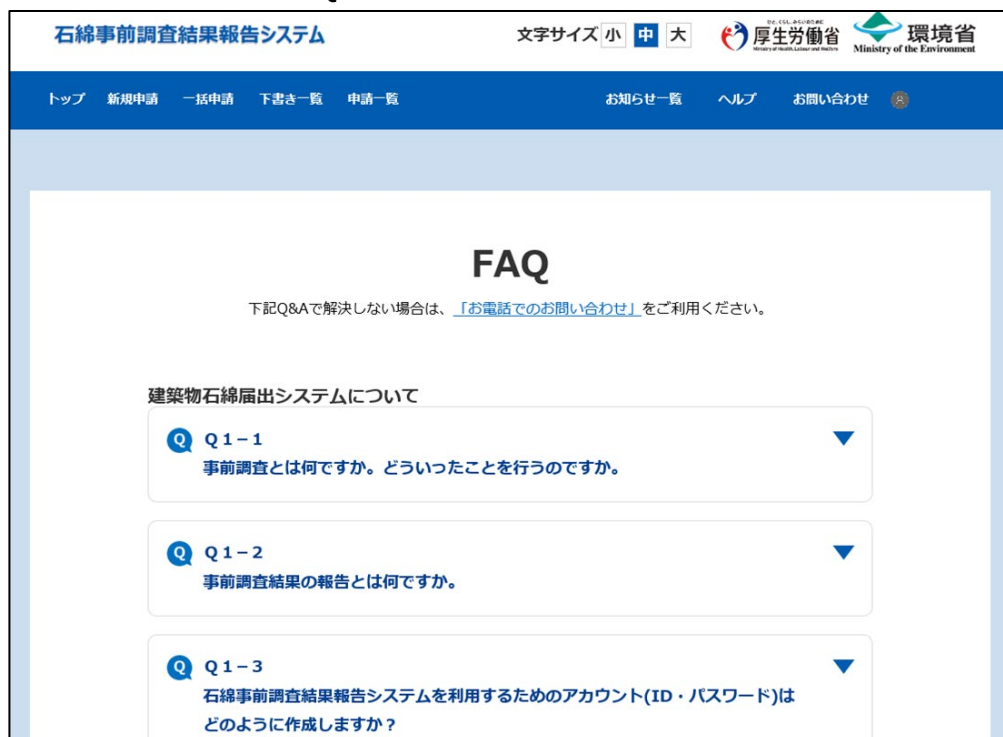 石綿事前調査結果報告システム
文字サイズ 小 中 大
厚生労働省
Ministry of Health, Labour and Welfare
環境省
Ministry of the Environment
トップ 新規申請 一括申請 下書き一覧 申請一覧 お知らせ一覧 ヘルプ お問い合わせ
FAQ
下記Q&Aで解決しない場合は、「お電話でのお問い合わせ」をご利用ください。
建築物石綿届出システムについて
Q Q1-1
事前調査とは何ですか。どういったことを行うのですか。
Q Q1-2
事前調査結果の報告とは何ですか。
Q Q1-3
石綿事前調査結果報告システムを利用するためのアカウント(ID・パスワード)は
どのように作成しますか？